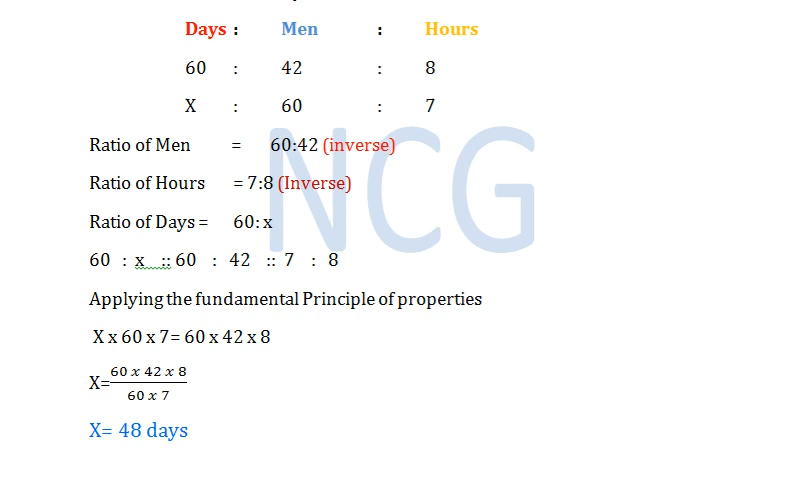 Days : Men : Hours
60 : 42 : 8
X : 60 : 7
Ratio of Men = 60:42 (inverse)
Ratio of Hours = 7:8 (Inverse)
Ratio of Days = 60:x
60 : x :: 60 : 42 :: 7 : 8
Applying the fundamental Principle of properties
X x 60 x 7= 60 x 42 x 8
X= 60 x 42 x 8 / 60 x 7
X= 48 days
NCG